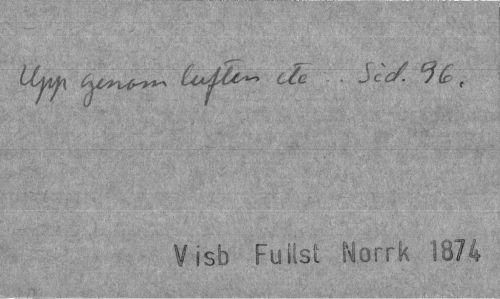 Upp genom luften etc .. Sid. 96.
Visb Fullst Norrk 1874